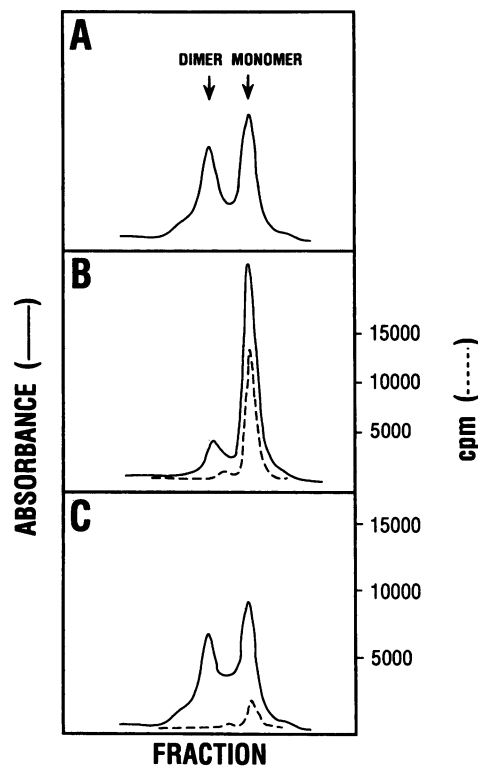 A
DIMER MONOMER
B
15000
10000
5000
C
15000
10000
5000
ABSORBANCE (——)
cpm (-----)
FRACTION